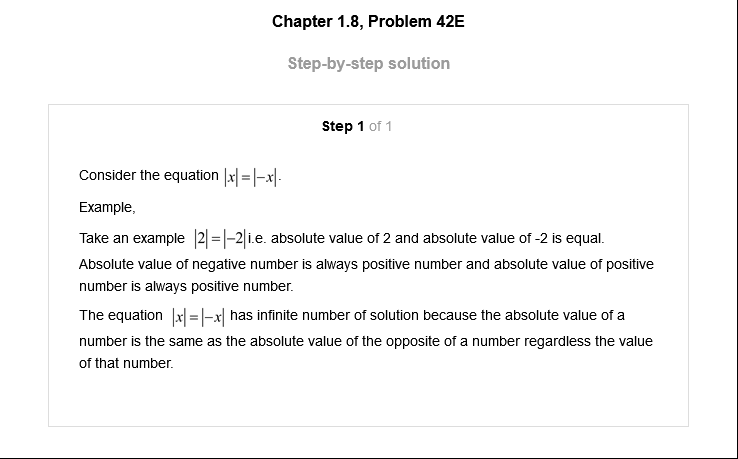 Chapter 1.8, Problem 42E
Step-by-step solution
Step 1 of 1
Consider the equation |x|=|−x|.
Example,
Take an example |2|=|−2| i.e. absolute value of 2 and absolute value of -2 is equal.
Absolute value of negative number is always positive number and absolute value of positive
number is always positive number.
The equation |x|=|−x| has infinite number of solution because the absolute value of a
number is the same as the absolute value of the opposite of a number regardless the value
of that number.